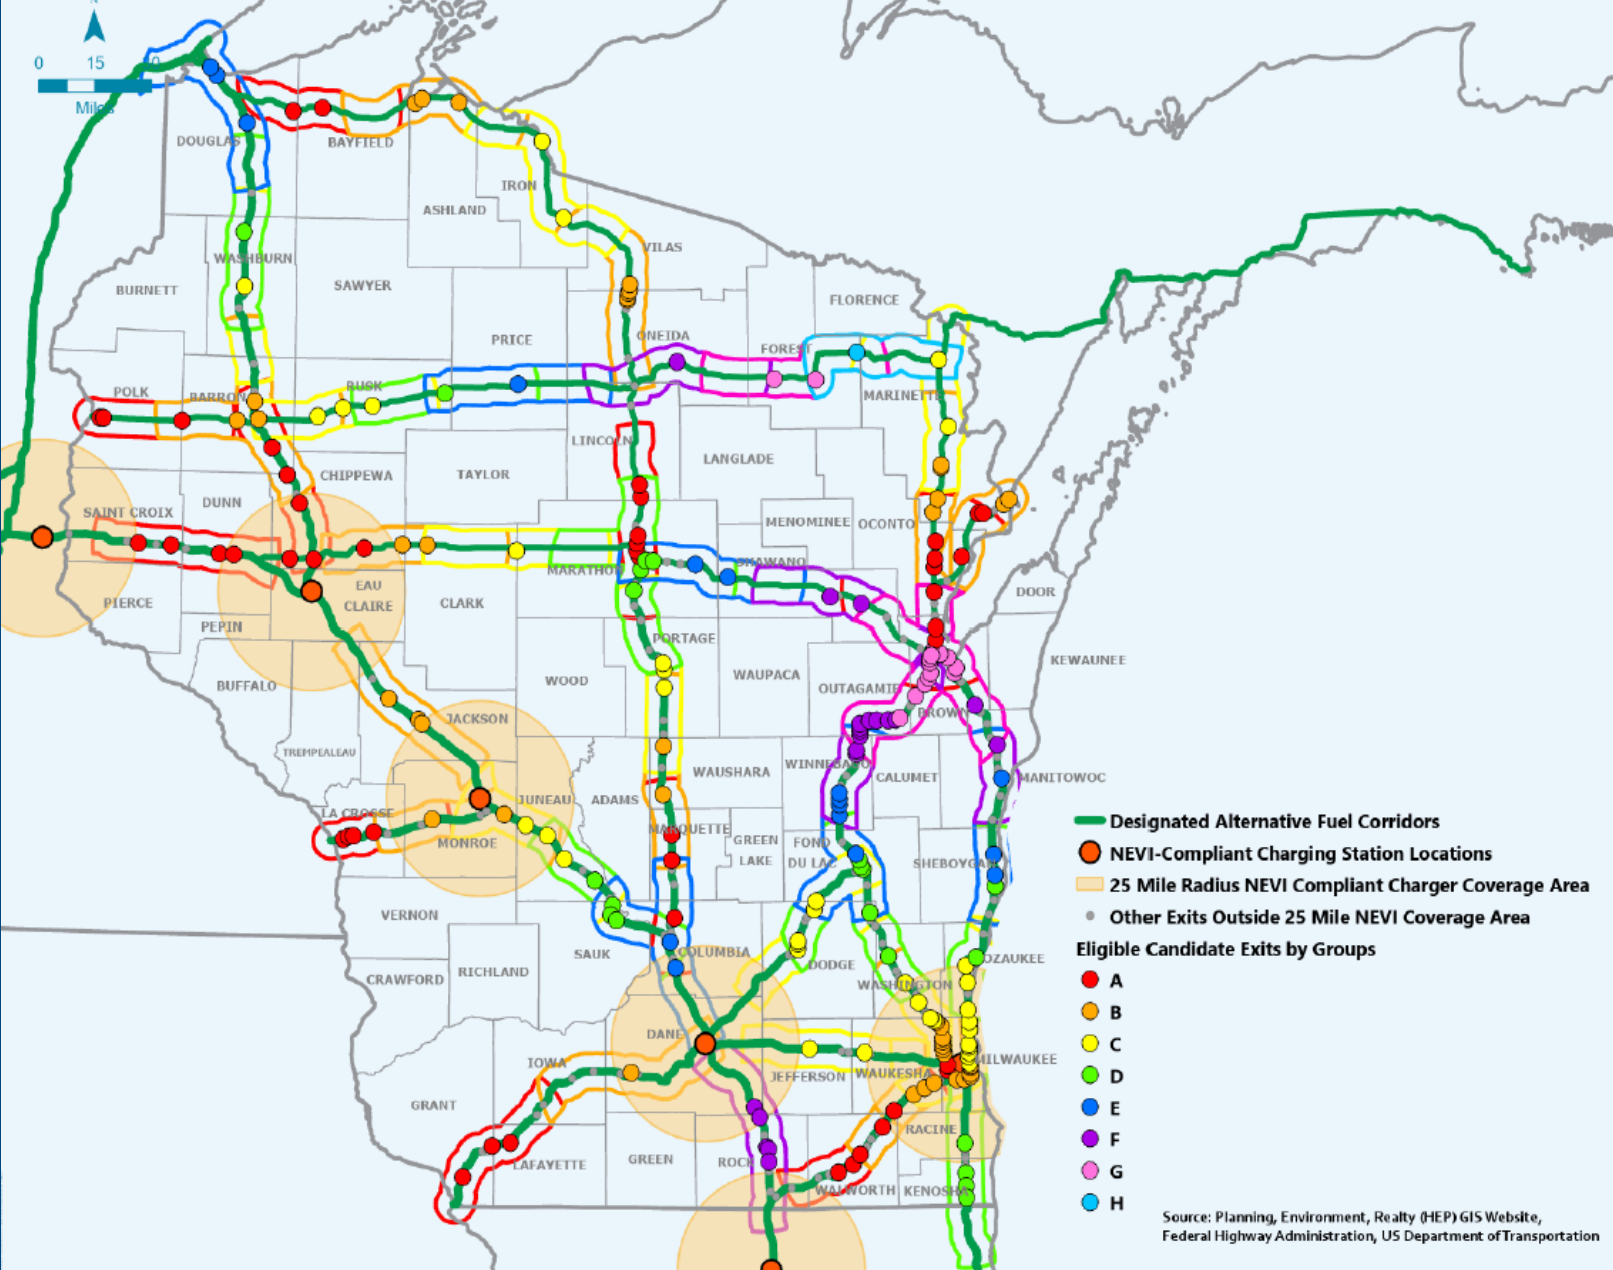 N
0 15 30
Miles
DOUGLAS
BAYFIELD
IRON
ASHLAND
VILAS
WASHBURN
SAWYER
BURNETT
FLORENCE
PRICE
ONEIDA
FOREST
RUSK
POLK
BARRON
MARINETTE
LINCOLN
LANGLADE
CHIPPEWA
TAYLOR
DUNN
SAINT CROIX
MENOMINEE
OCONTO
SHAWANO
MARATHON
EAU
CLAIRE
DOOR
PIERCE
CLARK
PEPIN
PORTAGE
KEWAUNEE
WOOD
WAUPACA
OUTAGAMIE
BUFFALO
BROWN
JACKSON
TREMPEALEAU
WINNEBAGO
WAUSHARA
CALUMET
MANITOWOC
JUNEAU
ADAMS
LA CROSSE
MARQUETTE
MONROE
GREEN
LAKE
FOND
DU LAC
SHEBOYGAN
VERNON
SAUK
COLUMBIA
DODGE
OZAUKEE
RICHLAND
CRAWFORD
WASHINGTON
DANE
IOWA
MILWAUKEE
JEFFERSON
WAUKESHA
GRANT
RACINE
LAFAYETTE
GREEN
ROCK
WALWORTH
KENOSHA
Designated Alternative Fuel Corridors
NEVI-Compliant Charging Station Locations
25 Mile Radius NEVI Compliant Charger Coverage Area
Other Exits Outside 25 Mile NEVI Coverage Area
Eligible Candidate Exits by Groups
A
B
C
D
E
F
G
H
Source: Planning, Environment, Realty (HEP) GIS Website,
Federal Highway Administration, US Department of Transportation